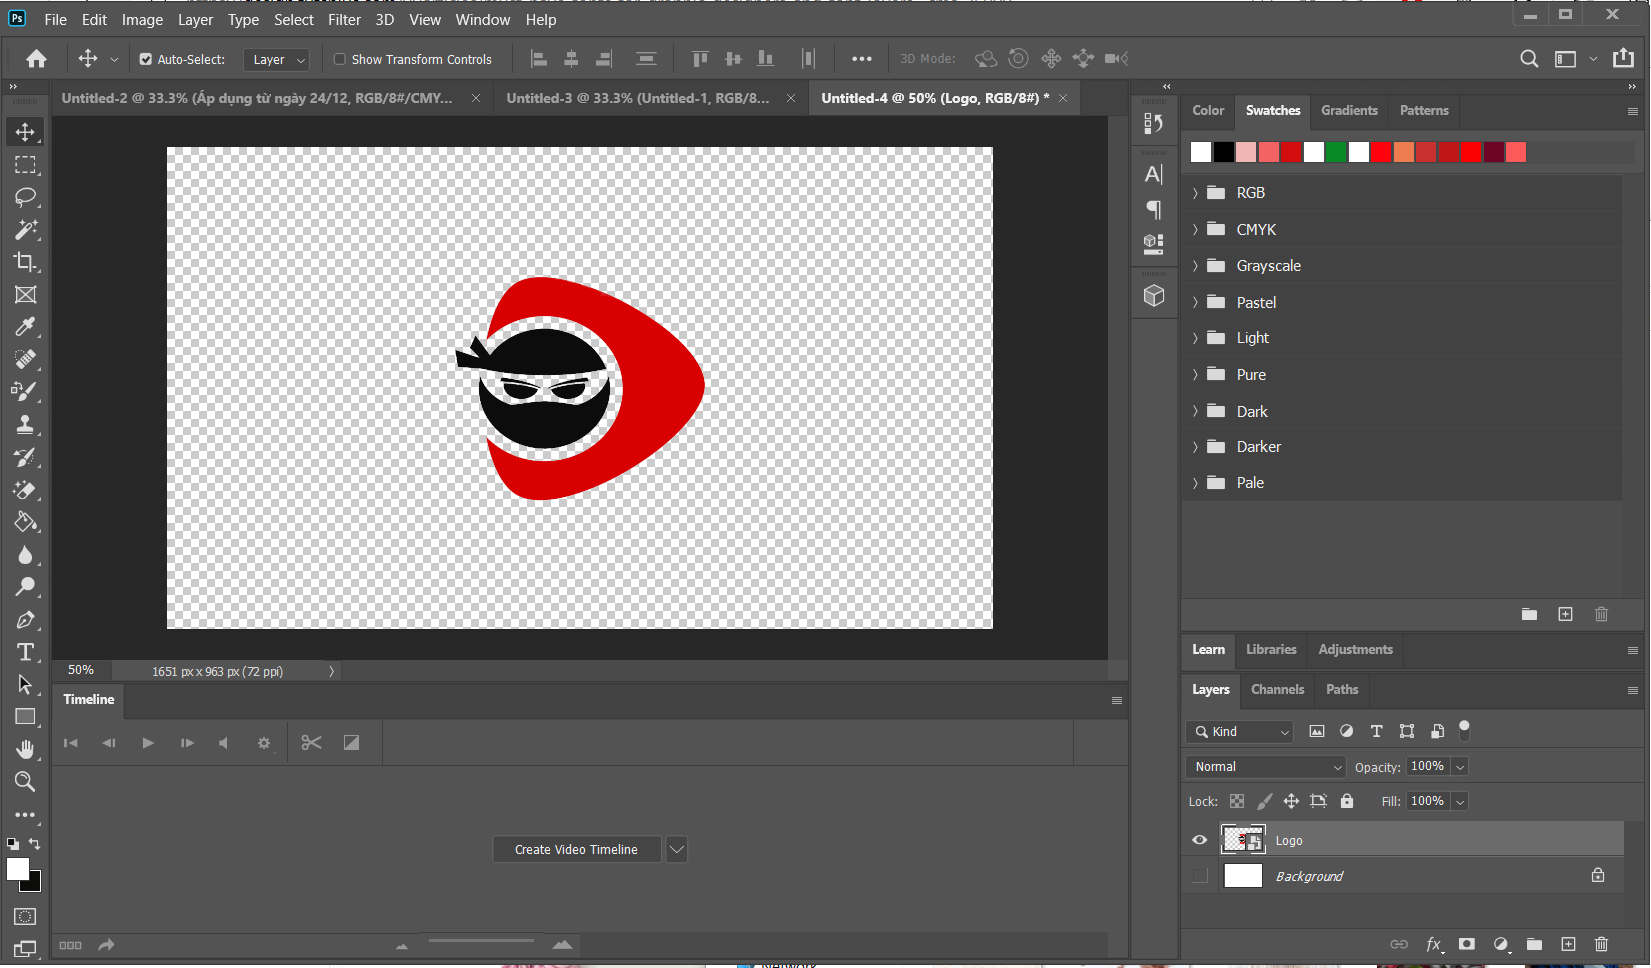 Ps File Edit Image Layer Type Select Filter 3D View Window Help
Auto-Select: Layer Show Transform Controls 3D Mode:
Untitled-2 @ 33.3% (Áp dụng từ ngày 24/12, RGB/8#/CMY... Untitled-3 @ 33.3% (Untitled-1, RGB/8... Untitled-4 @ 50% (Logo, RGB/8#) *
Color Swatches Gradients Patterns
RGB
CMYK
Grayscale
Pastel
Light
Pure
Dark
Darker
Pale
50% 1651 px x 963 px (72 ppi)
Learn Libraries Adjustments
Timeline
Layers Channels Paths
Kind
Normal Opacity: 100%
Lock: Fill: 100%
Logo
Background
Create Video Timeline
fx
Network